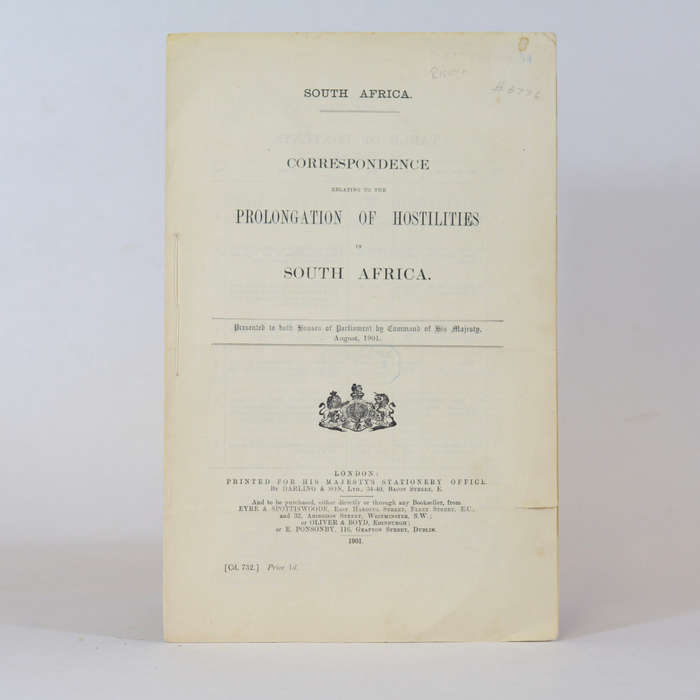 SOUTH AFRICA.
CORRESPONDENCE
RELATING TO THE
PROLONGATION OF HOSTILITIES
IN
SOUTH AFRICA.
Presented to both Houses of Parliament by Command of His Majesty.
August, 1901.
LONDON:
PRINTED FOR HIS MAJESTY'S STATIONERY OFFICE
BY DARLING & SON, LTD., 34-40, BACON STREET, E.
And to be purchased, either directly or through any Bookseller, from
EYRE & SPOTTISWOODE, EAST HARDING STREET, FLEET STREET, E.C.,
and 32, ABINGDON STREET, WESTMINSTER, S.W.;
or OLIVER & BOYD, EDINBURGH;
or E. PONSONBY, 116, GRAFTON STREET, DUBLIN.
1901.
[Cd. 732.] Price 1d.